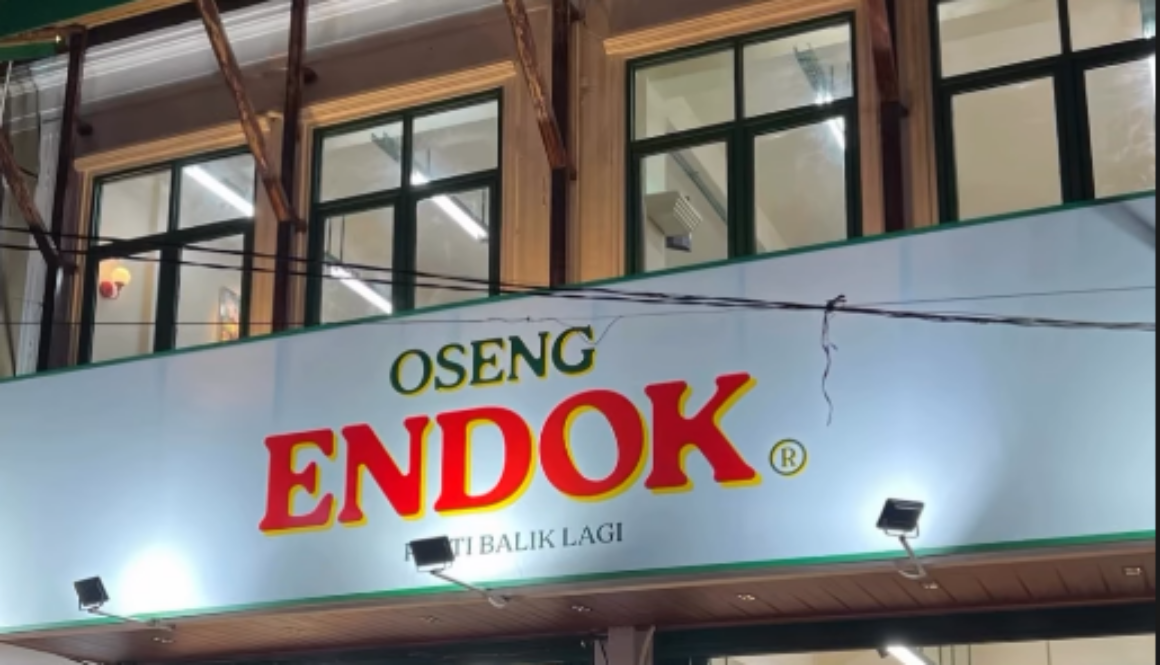 OSENG
ENDOK ®
BALIK LAGI